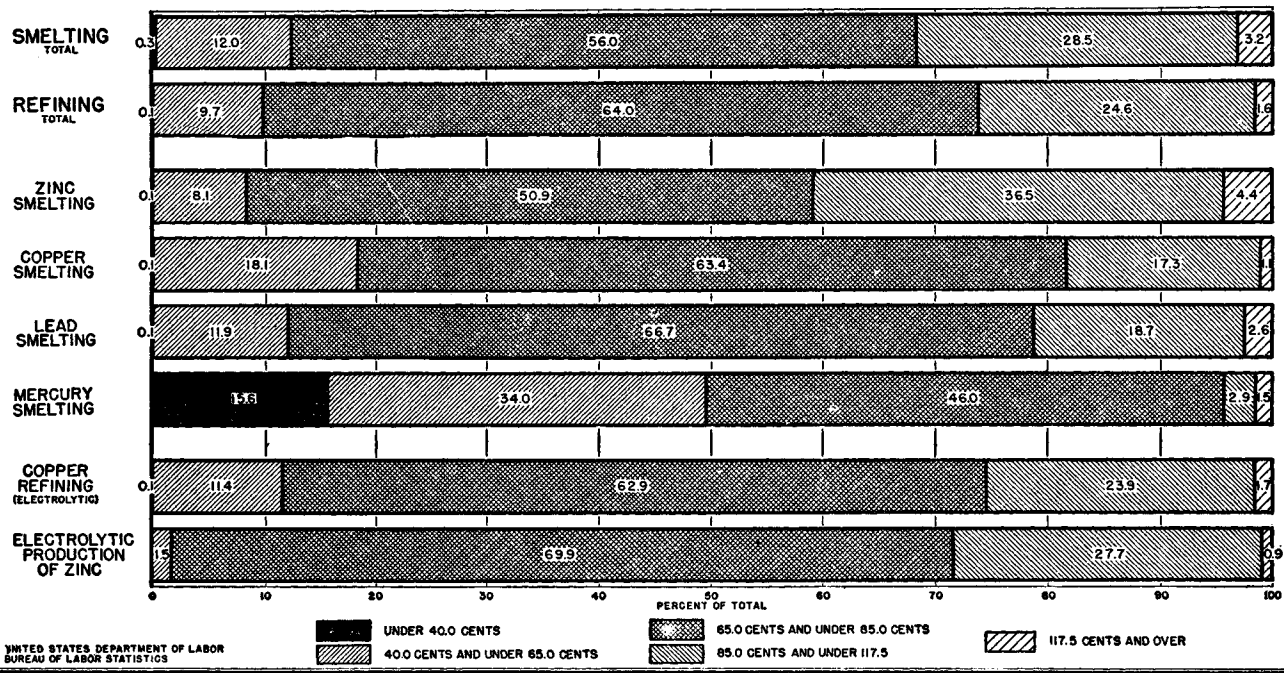 SMELTING
TOTAL
0.3 12.0 56.0 28.5 3.2
REFINING
TOTAL
0.1 9.7 64.0 24.6 1.6
ZINC
SMELTING
0.1 8.1 50.9 36.5 4.4
COPPER
SMELTING
0.1 18.1 63.4 17.3 1.1
LEAD
SMELTING
0.1 11.9 66.7 18.7 2.6
MERCURY
SMELTING
15.6 34.0 46.0 2.9 1.5
COPPER
REFINING
(ELECTROLYTIC)
0.1 11.4 62.9 23.9 1.7
ELECTROLYTIC
PRODUCTION
OF ZINC
1.5 69.9 27.7 0.9
0 10 20 30 40 50 60 70 80 90 100
PERCENT OF TOTAL
UNDER 40.0 CENTS
40.0 CENTS AND UNDER 65.0 CENTS
65.0 CENTS AND UNDER 85.0 CENTS
85.0 CENTS AND UNDER 117.5
117.5 CENTS AND OVER
UNITED STATES DEPARTMENT OF LABOR
BUREAU OF LABOR STATISTICS